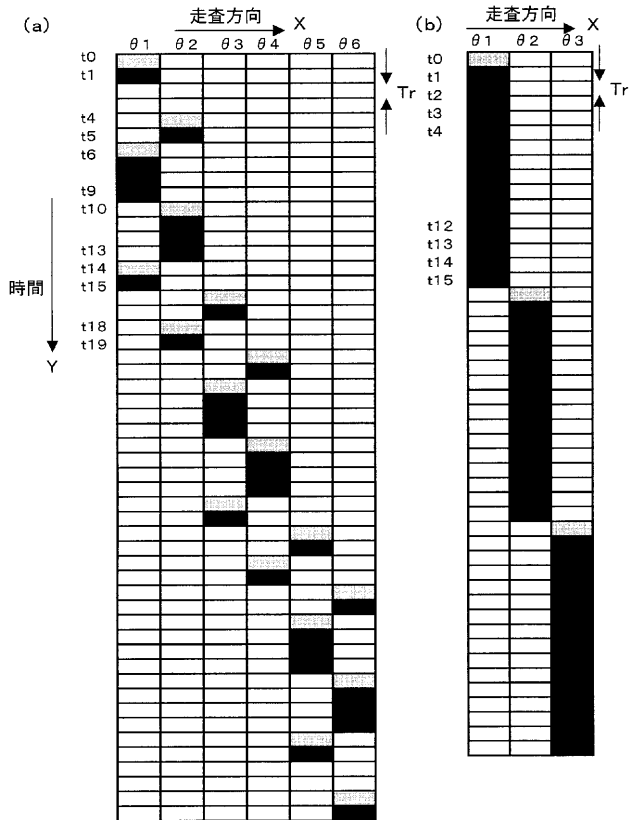 (a)
走査方向 X
θ1 θ2 θ3 θ4 θ5 θ6
t0
t1
t4
t5
t6
t9
t10
t13
t14
t15
t18
t19
Tr
時間
Y
(b)
走査方向 X
θ1 θ2 θ3
t0
t1
t2
t3
t4
t12
t13
t14
t15
Tr